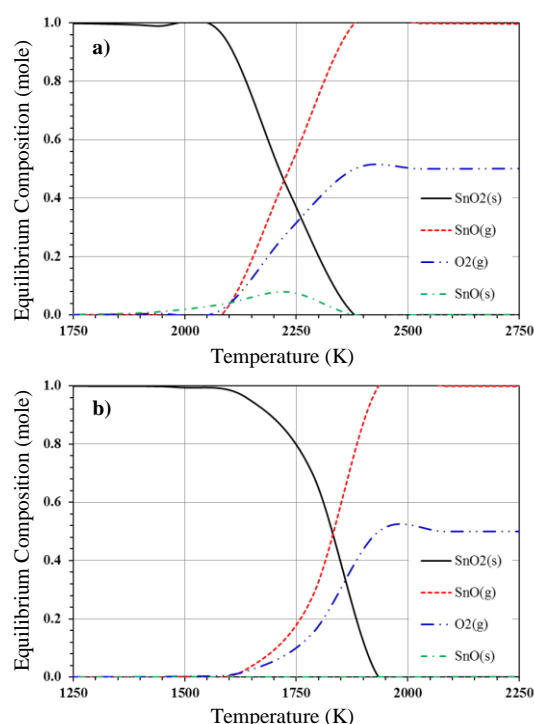 a)
Equilibrium Composition (mole)
1.0
0.8
0.6
0.4
0.2
0.0
SnO2(s)
SnO(g)
O2(g)
SnO(s)
1750 2000 2250 2500 2750
Temperature (K)
b)
Equilibrium Composition (mole)
1.0
0.8
0.6
0.4
0.2
0.0
SnO2(s)
SnO(g)
O2(g)
SnO(s)
1250 1500 1750 2000 2250
Temperature (K)